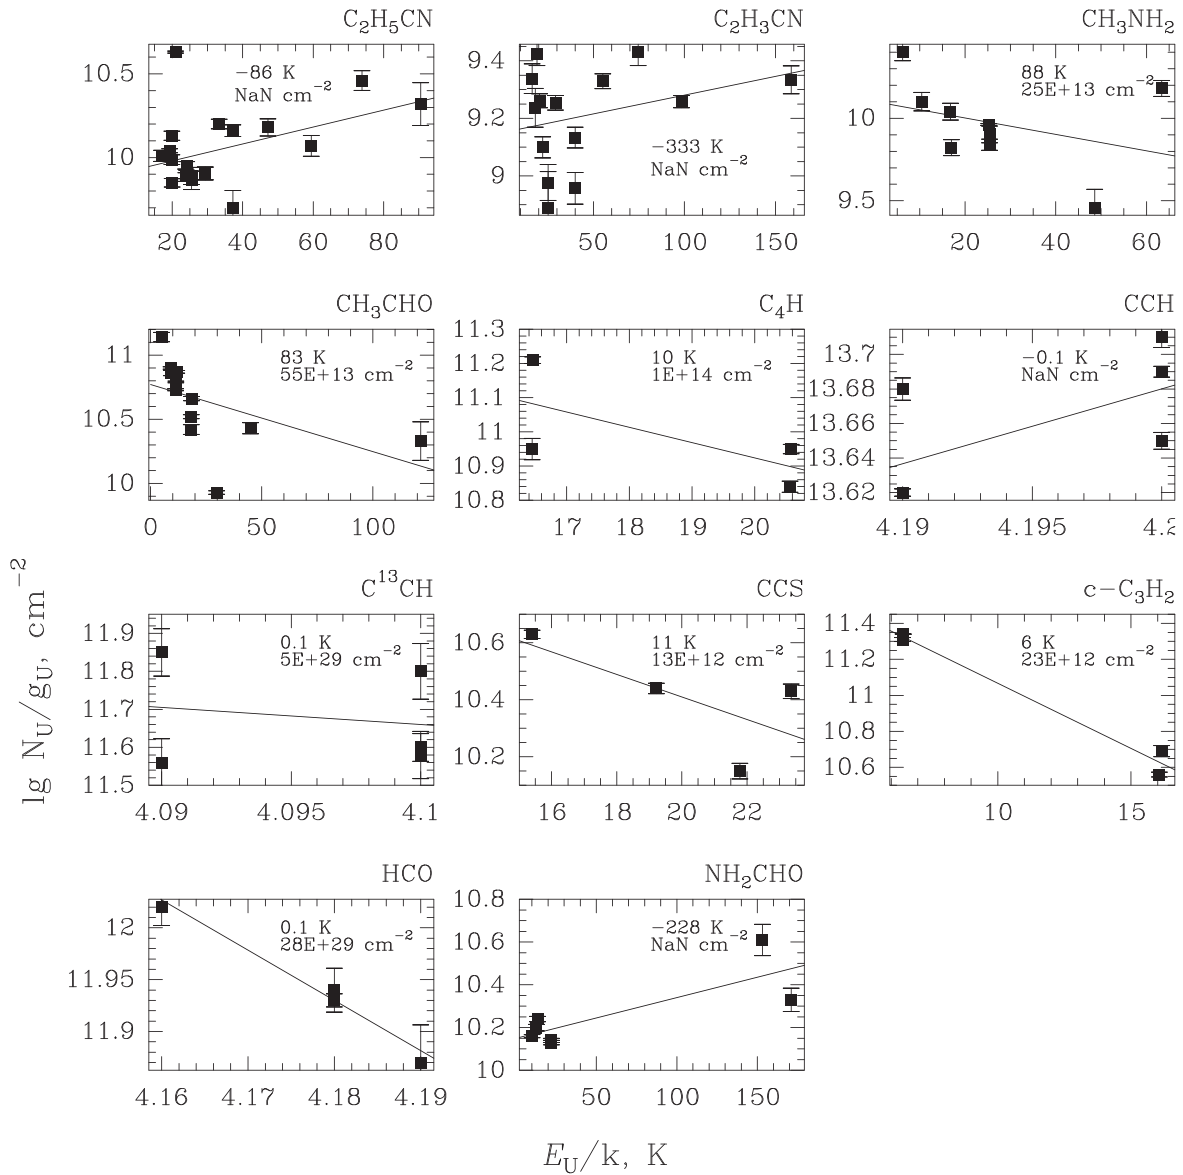 C₂H₅CN
C₂H₃CN
CH₃NH₂
10.5
10
−86 K
NaN cm⁻²
20 40 60 80
9.4
9.2
9
−333 K
NaN cm⁻²
50 100 150
10
9.5
88 K
25E+13 cm⁻²
20 40 60
CH₃CHO
C₄H
CCH
11
10.5
10
83 K
55E+13 cm⁻²
0 50 100
11.3
11.2
11.1
11
10.9
10.8
10 K
1E+14 cm⁻²
17 18 19 20
13.7
13.68
13.66
13.64
13.62
−0.1 K
NaN cm⁻²
4.19 4.195 4.2
lg N_U/g_U, cm⁻²
C¹³CH
CCS
c−C₃H₂
11.9
11.8
11.7
11.6
11.5
0.1 K
5E+29 cm⁻²
4.09 4.095 4.1
10.6
10.4
10.2
11 K
13E+12 cm⁻²
16 18 20 22
11.4
11.2
11
10.8
10.6
6 K
23E+12 cm⁻²
10 15
HCO
NH₂CHO
12
11.95
11.9
0.1 K
28E+29 cm⁻²
4.16 4.17 4.18 4.19
10.8
10.6
10.4
10.2
10
−228 K
NaN cm⁻²
50 100 150
E_U/k, K